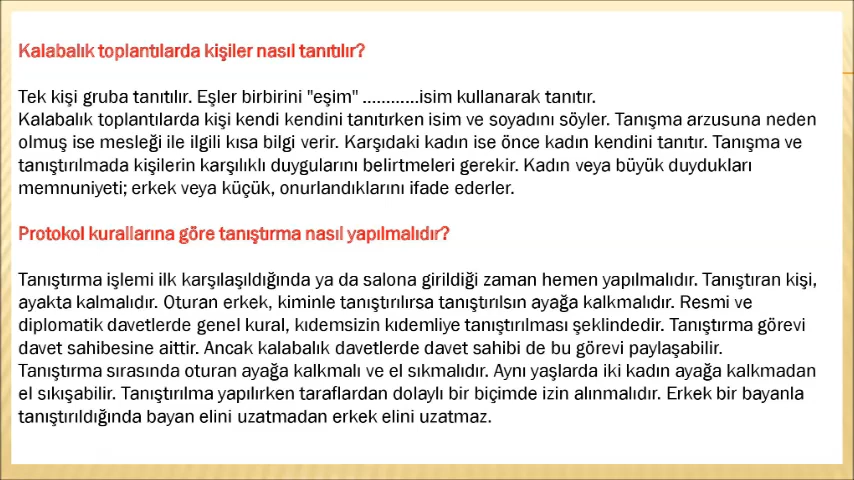 Kalabalık toplantılarda kişiler nasıl tanıtılır?
Tek kişi gruba tanıtılır. Eşler birbirini "eşim" ............isim kullanarak tanıtır.
Kalabalık toplantılarda kişi kendi kendini tanıtırken isim ve soyadını söyler. Tanışma arzusuna neden
olmuş ise mesleği ile ilgili kısa bilgi verir. Karşıdaki kadın ise önce kadın kendini tanıtır. Tanışma ve
tanıştırılmada kişilerin karşılıklı duygularını belirtmeleri gerekir. Kadın veya büyük duydukları
memnuniyeti; erkek veya küçük, onurlandıklarını ifade ederler.
Protokol kurallarına göre tanıştırma nasıl yapılmalıdır?
Tanıştırma işlemi ilk karşılaşıldığında ya da salona girildiği zaman hemen yapılmalıdır. Tanıştıran kişi,
ayakta kalmalıdır. Oturan erkek, kiminle tanıştırılırsa tanıştırılsın ayağa kalkmalıdır. Resmi ve
diplomatik davetlerde genel kural, kıdemsizin kıdemliye tanıştırılması şeklindedir. Tanıştırma görevi
davet sahibesine aittir. Ancak kalabalık davetlerde davet sahibi de bu görevi paylaşabilir.
Tanıştırma sırasında oturan ayağa kalkmalı ve el sıkmalıdır. Aynı yaşlarda iki kadın ayağa kalkmadan
el sıkışabilir. Tanıştırılma yapılırken taraflardan dolaylı bir biçimde izin alınmalıdır. Erkek bir bayanla
tanıştırıldığında bayan elini uzatmadan erkek elini uzatmaz.